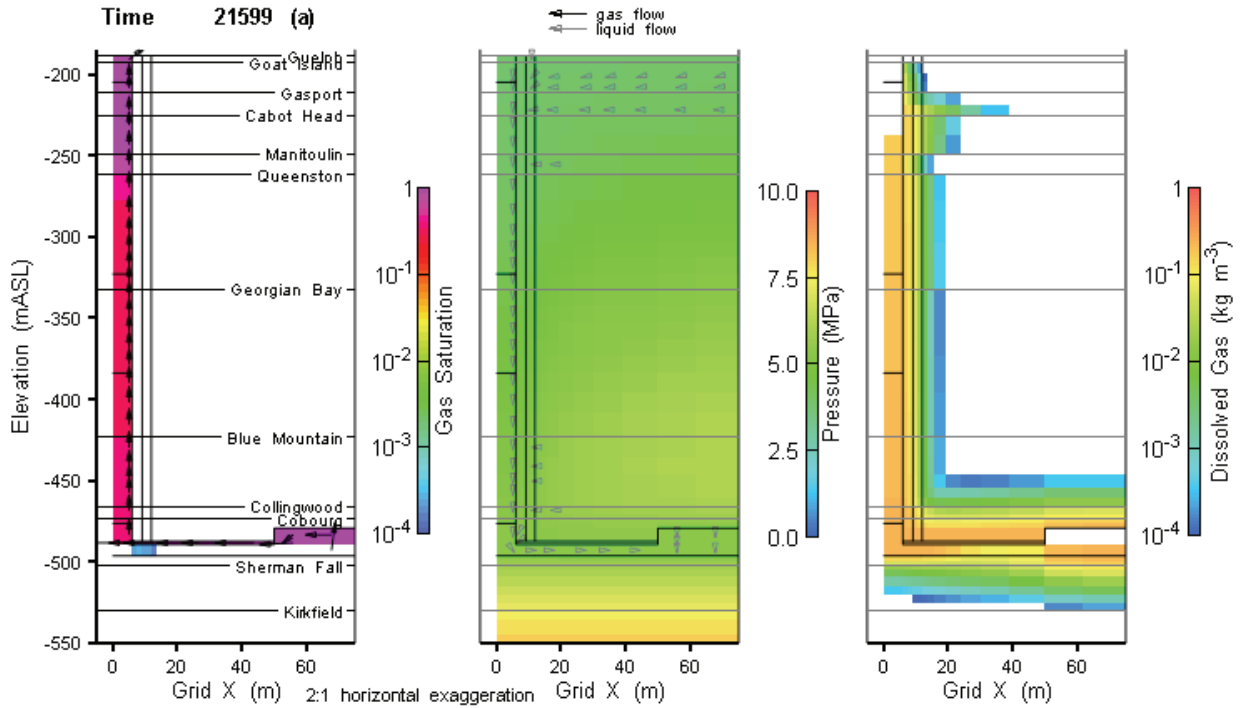 Time 21599 (a)
gas flow
liquid flow
Elevation (mASL)
-200
-250
-300
-350
-400
-450
-500
-550
Guelph
Goat Island
Gasport
Cabot Head
Manitoulin
Queenston
Georgian Bay
Blue Mountain
Collingwood
Cobourg
Sherman Fall
Kirkfield
0 20 40 60
Grid X (m)
1
10-1
10-2
10-3
10-4
Gas Saturation
0 20 40 60
2:1 horizontal exaggeration
Grid X (m)
10.0
7.5
5.0
2.5
0.0
Pressure (MPa)
0 20 40 60
Grid X (m)
1
10-1
10-2
10-3
10-4
Dissolved Gas (kg m-3)